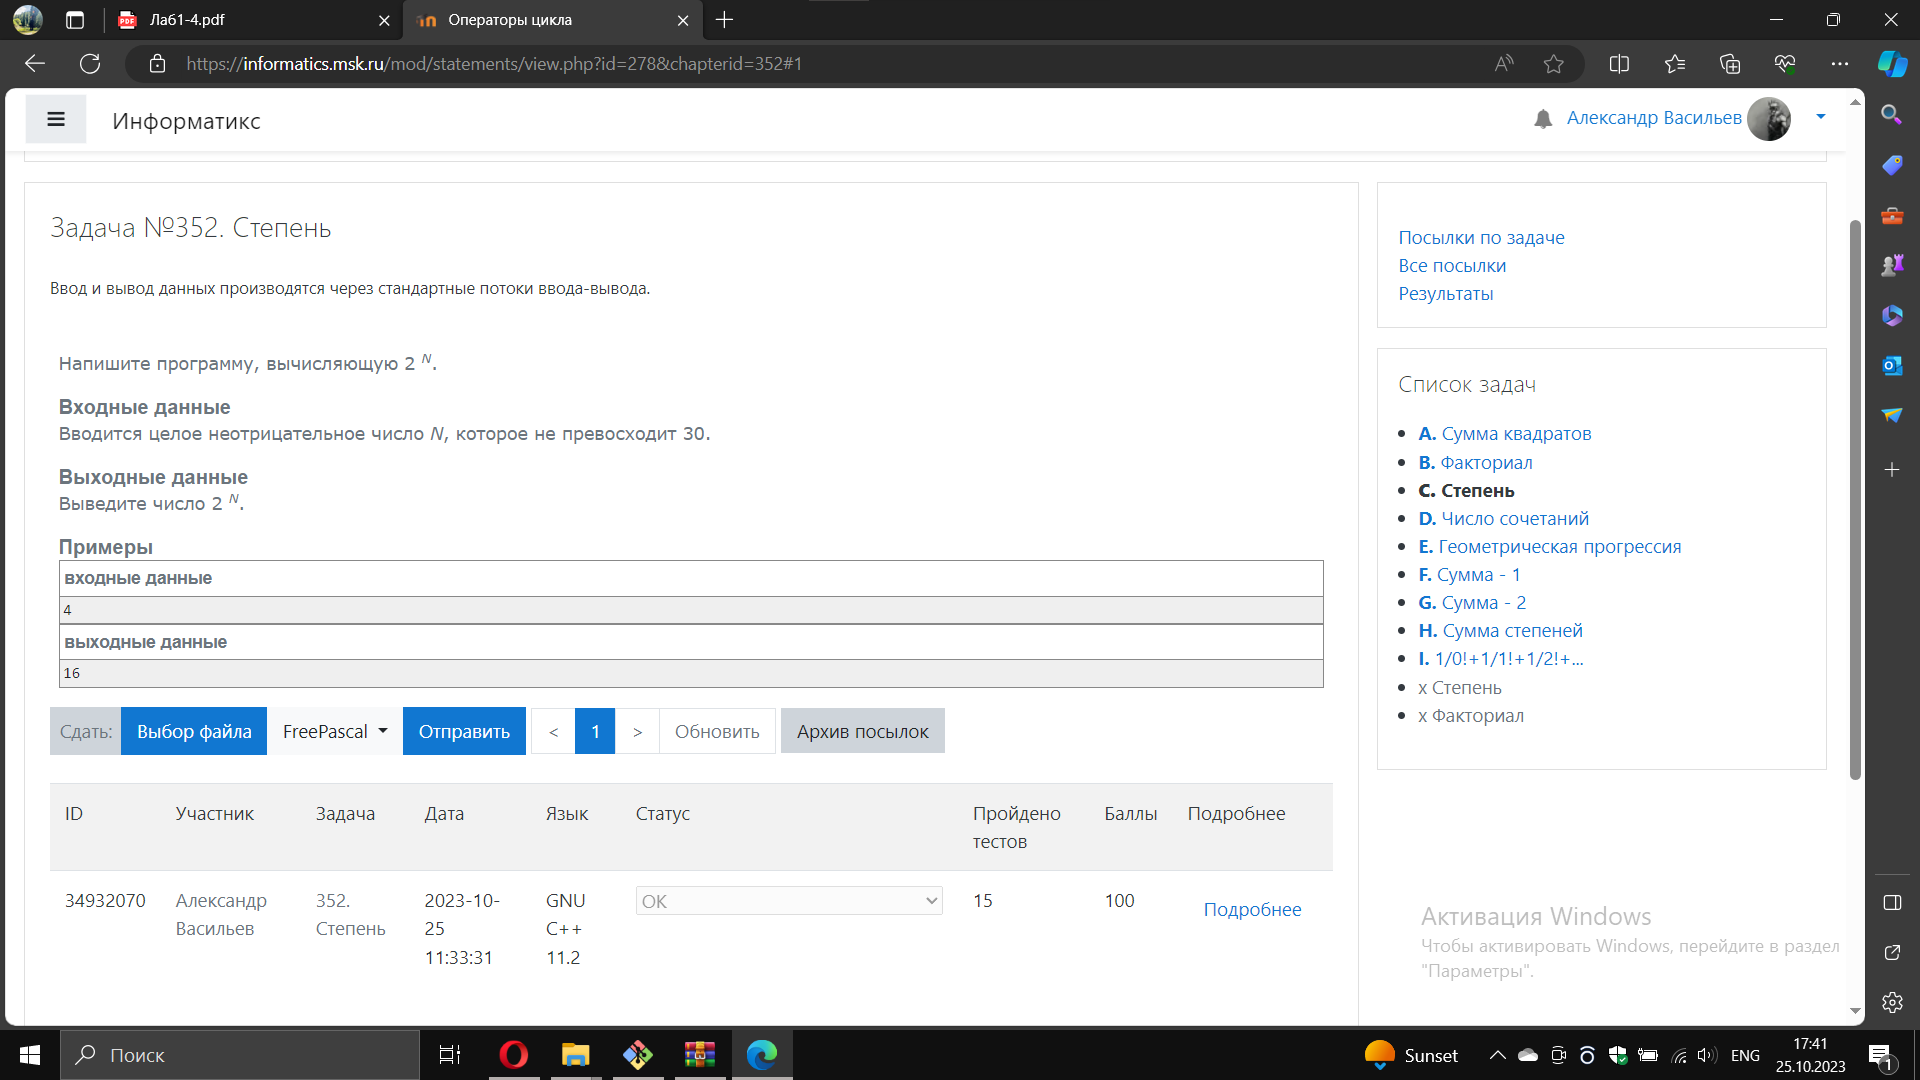 Ла61-4.pdf
Операторы цикла
https://informatics.msk.ru/mod/statements/view.php?id=278&chapterid=352#1
Информатикс
Александр Васильев
Задача №352. Степень
Ввод и вывод данных производятся через стандартные потоки ввода-вывода.
Напишите программу, вычисляющую 2 N.
Входные данные
Вводится целое неотрицательное число N, которое не превосходит 30.
Выходные данные
Выведите число 2 N.
Примеры
входные данные
4
выходные данные
16
Сдать: Выбор файла FreePascal Отправить < 1 > Обновить Архив посылок
ID Участник Задача Дата Язык Статус Пройдено тестов Баллы Подробнее
34932070 Александр Васильев 352. Степень 2023-10-25 11:33:31 GNU C++ 11.2 OK 15 100 Подробнее
Посылки по задаче
Все посылки
Результаты
Список задач
A. Сумма квадратов
B. Факториал
C. Степень
D. Число сочетаний
E. Геометрическая прогрессия
F. Сумма - 1
G. Сумма - 2
H. Сумма степеней
I. 1/0!+1/1!+1/2!+...
x Степень
x Факториал
Активация Windows
Чтобы активировать Windows, перейдите в раздел
"Параметры".
Поиск
Sunset
ENG
17:41
25.10.2023
1